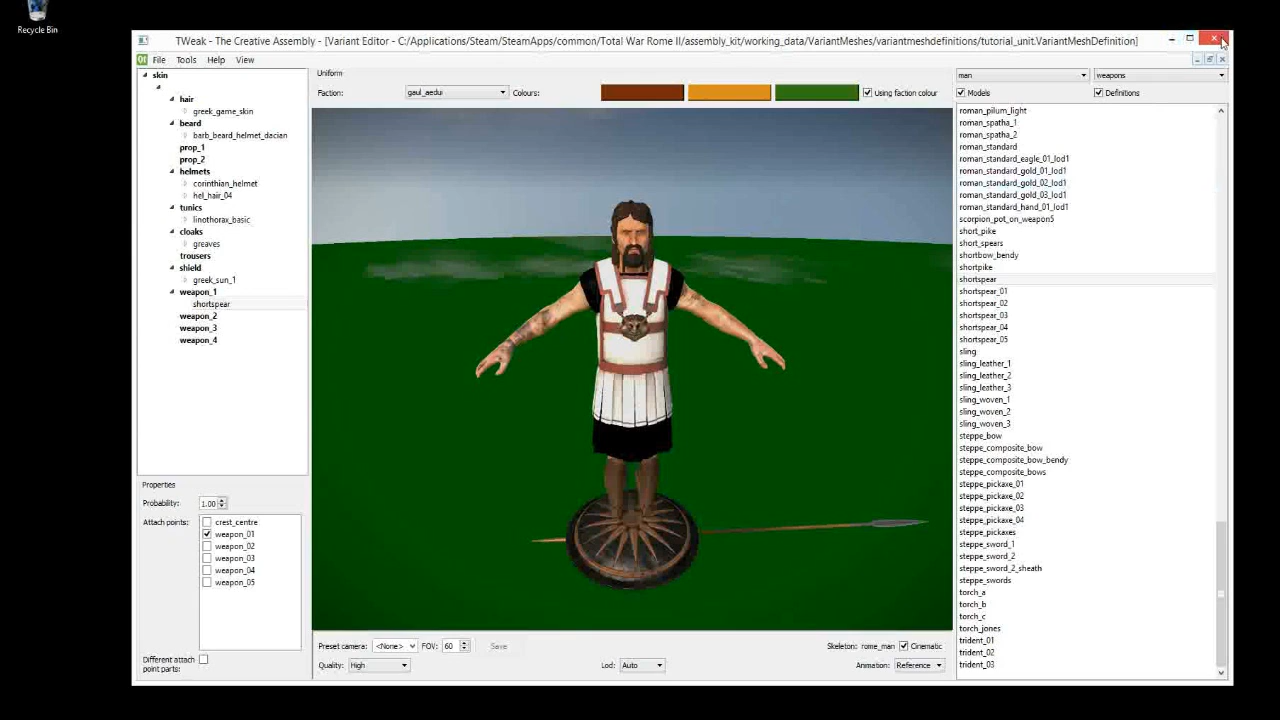 Recycle Bin
TWeak - The Creative Assembly - [Variant Editor - C:/Applications/Steam/SteamApps/common/Total War Rome II/assembly_kit/working_data/VariantMeshes/variantmeshdefinitions/tutorial_unit.VariantMeshDefinition]
File Tools Help View
skin
hair
greek_game_skin
beard
barb_beard_helmet_dacian
prop_1
prop_2
helmets
corinthian_helmet
hel_hair_04
tunics
linothorax_basic
cloaks
greaves
trousers
shield
greek_sun_1
weapon_1
shortspear
weapon_2
weapon_3
weapon_4
Properties
Probability: 1.00
Attach points:
crest_centre
weapon_01
weapon_02
weapon_03
weapon_04
weapon_05
Different attach
point parts:
Uniform
Faction: gaul_aedui Colours: Using faction colour
Preset camera: <None> FOV: 60 Save Skeleton: rome_man Cinematic
Quality: High Lod: Auto Animation: Reference
man weapons
Models Definitions
roman_pilum_light
roman_spatha_1
roman_spatha_2
roman_standard
roman_standard_eagle_01_lod1
roman_standard_gold_01_lod1
roman_standard_gold_02_lod1
roman_standard_gold_03_lod1
roman_standard_hand_01_lod1
scorpion_pot_on_weapon5
short_pike
short_spears
shortbow_bendy
shortpike
shortspear
shortspear_01
shortspear_02
shortspear_03
shortspear_04
shortspear_05
sling
sling_leather_1
sling_leather_2
sling_leather_3
sling_woven_1
sling_woven_2
sling_woven_3
steppe_bow
steppe_composite_bow
steppe_composite_bow_bendy
steppe_composite_bows
steppe_pickaxe_01
steppe_pickaxe_02
steppe_pickaxe_03
steppe_pickaxe_04
steppe_pickaxes
steppe_sword_1
steppe_sword_2
steppe_sword_2_sheath
steppe_swords
torch_a
torch_b
torch_c
torch_jones
trident_01
trident_02
trident_03